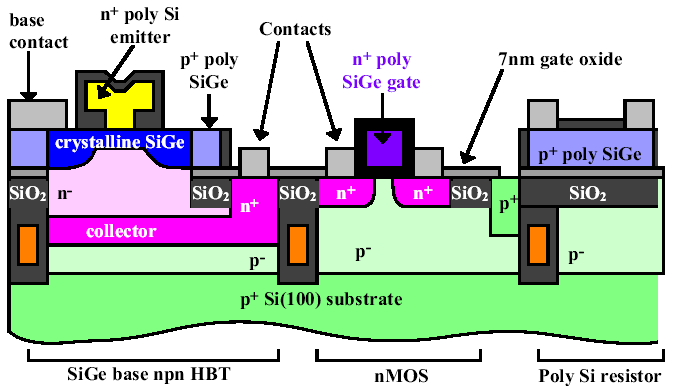 base
contact
n+ poly Si
emitter
p+ poly
SiGe
Contacts
n+ poly
SiGe gate
7nm gate oxide
crystalline SiGe
p+ poly SiGe
SiO2
n-
SiO2
n+
SiO2
n+
n+
SiO2
p+
SiO2
collector
p-
p-
p-
p+ Si(100) substrate
SiGe base npn HBT
nMOS
Poly Si resistor